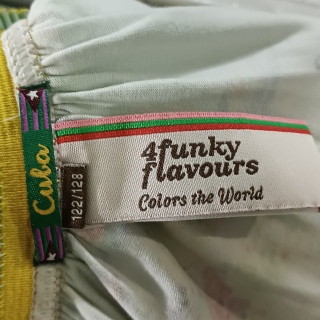 Cuba
122/128
4funky
flavours
Colors the World